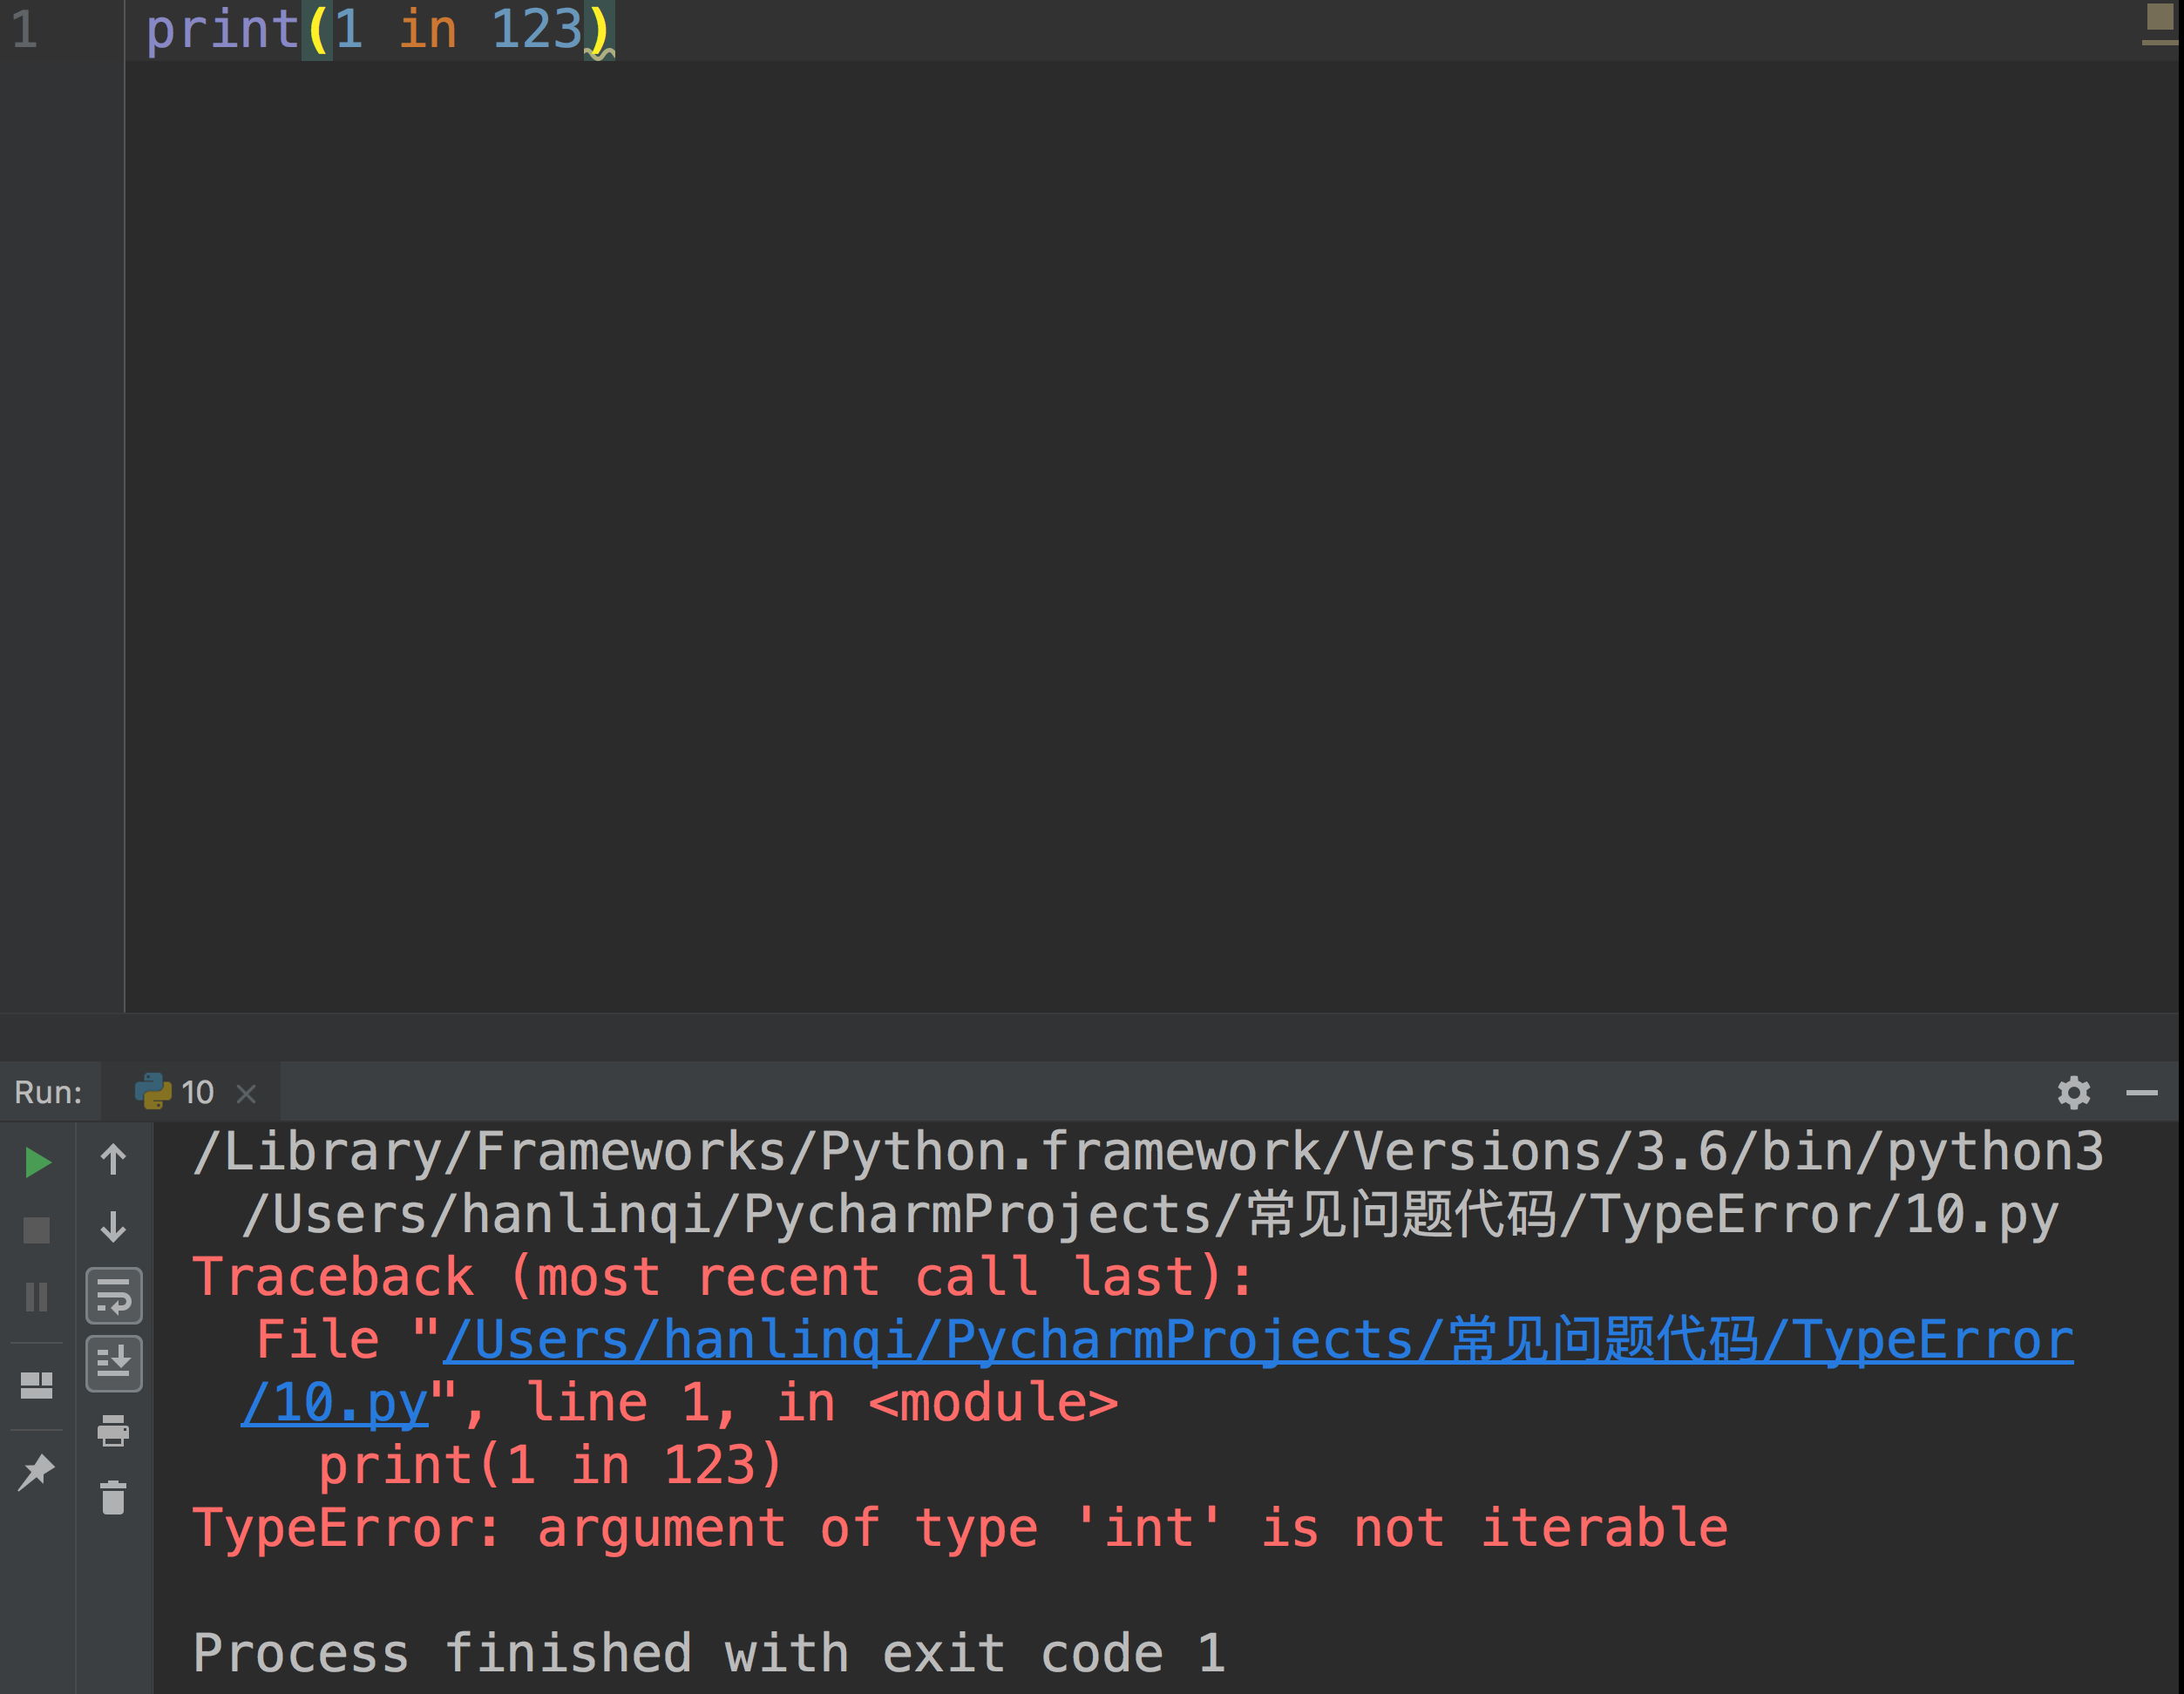 1 print(1 in 123)
Run: 10
/Library/Frameworks/Python.framework/Versions/3.6/bin/python3
/Users/hanlinqi/PycharmProjects/常见问题代码/TypeError/10.py
Traceback (most recent call last):
File "/Users/hanlinqi/PycharmProjects/常见问题代码/TypeError
/10.py", line 1, in <module>
print(1 in 123)
TypeError: argument of type 'int' is not iterable
Process finished with exit code 1